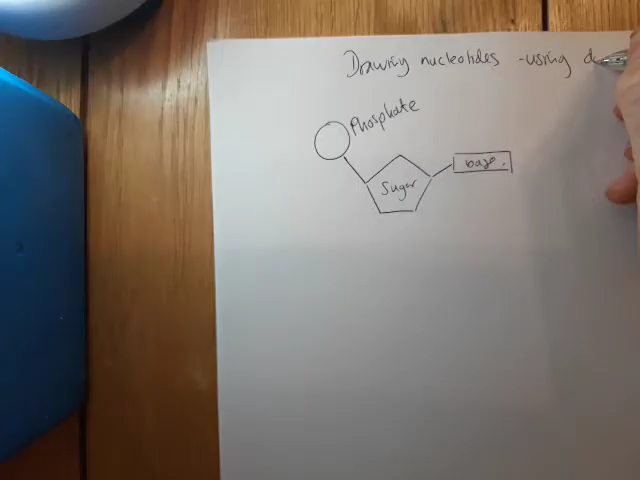 Drawing nucleotides - using d
Phosphate
Sugar
base.